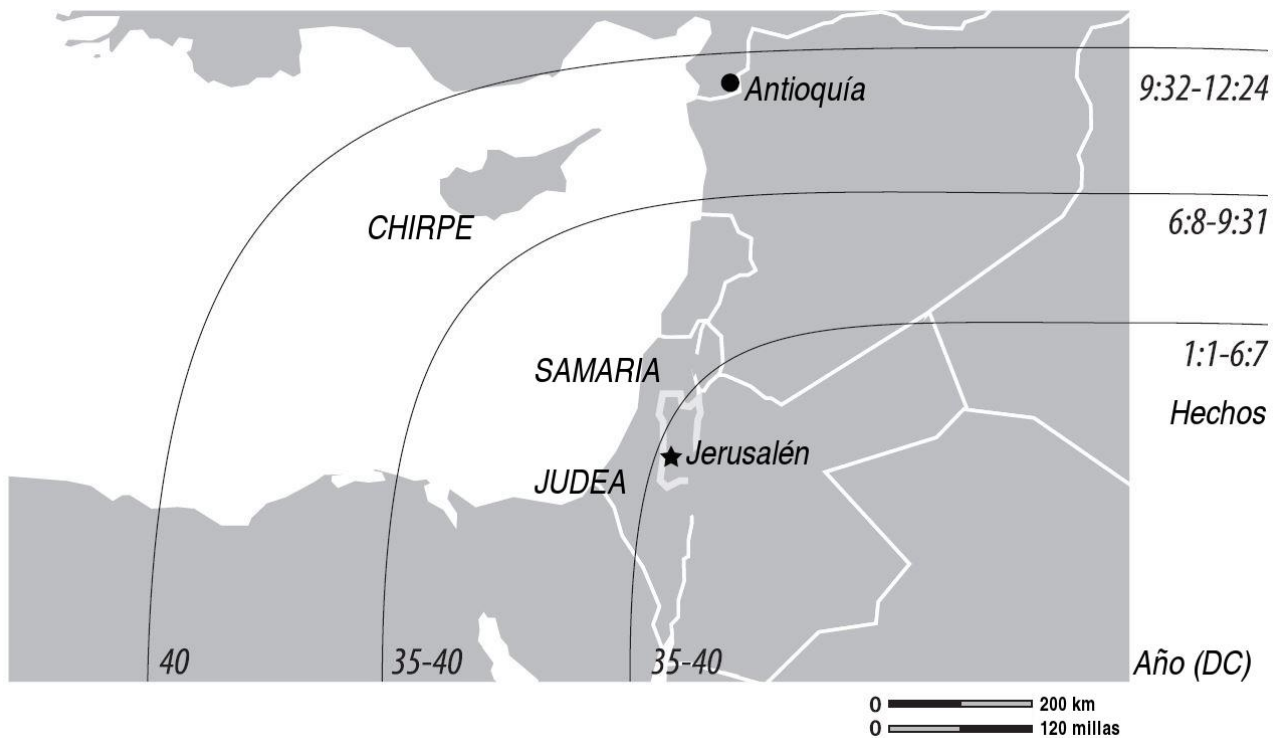 Antioquía
9:32-12:24
CHIRPE
6:8-9:31
SAMARIA
1:1-6:7
Hechos
Jerusalén
JUDEA
40
35-40
35-40
Año (DC)
0 200 km
0 120 millas